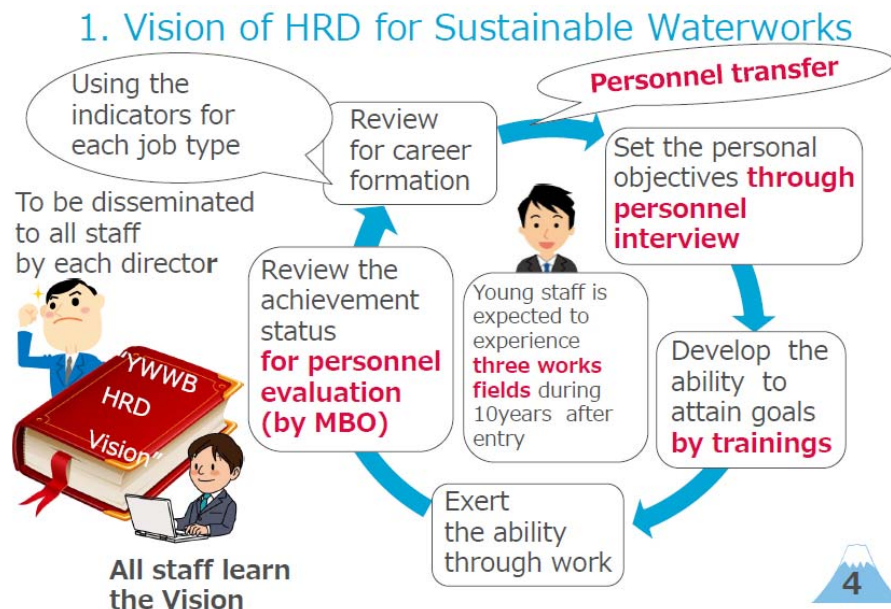 1. Vision of HRD for Sustainable Waterworks
Using the
indicators for
each job type
Review
for career
formation
Personnel transfer
Set the personal
objectives through
personnel
interview
To be disseminated
to all staff
by each director
Review the
achievement
status
for personnel
evaluation
(by MBO)
Young staff is
expected to
experience
three works
fields during
10years after
entry
Develop the
ability to
attain goals
by trainings
"YWWB
HRD
Vision"
Exert
the ability
through work
All staff learn
the Vision
4